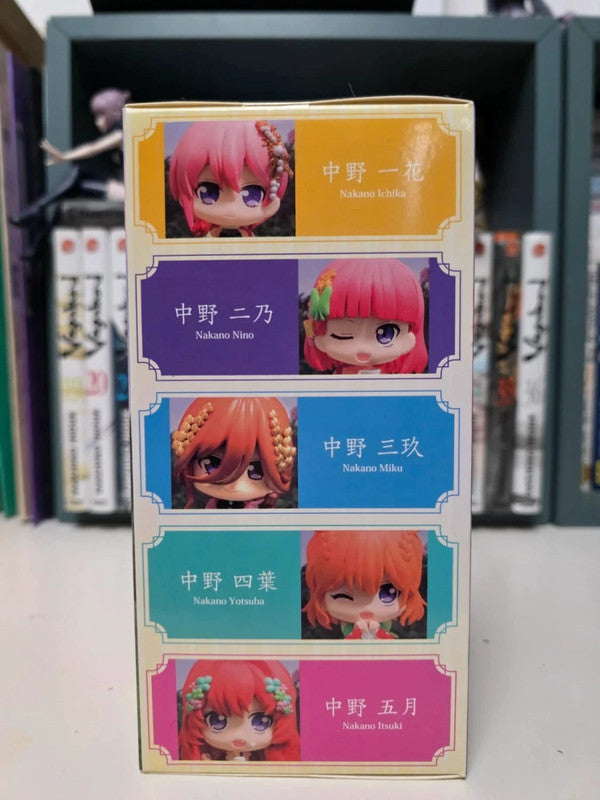 中野 一花
Nakano Ichika
中野 二乃
Nakano Nino
中野 三玖
Nakano Miku
中野 四葉
Nakano Yotsuba
中野 五月
Nakano Itsuki
20